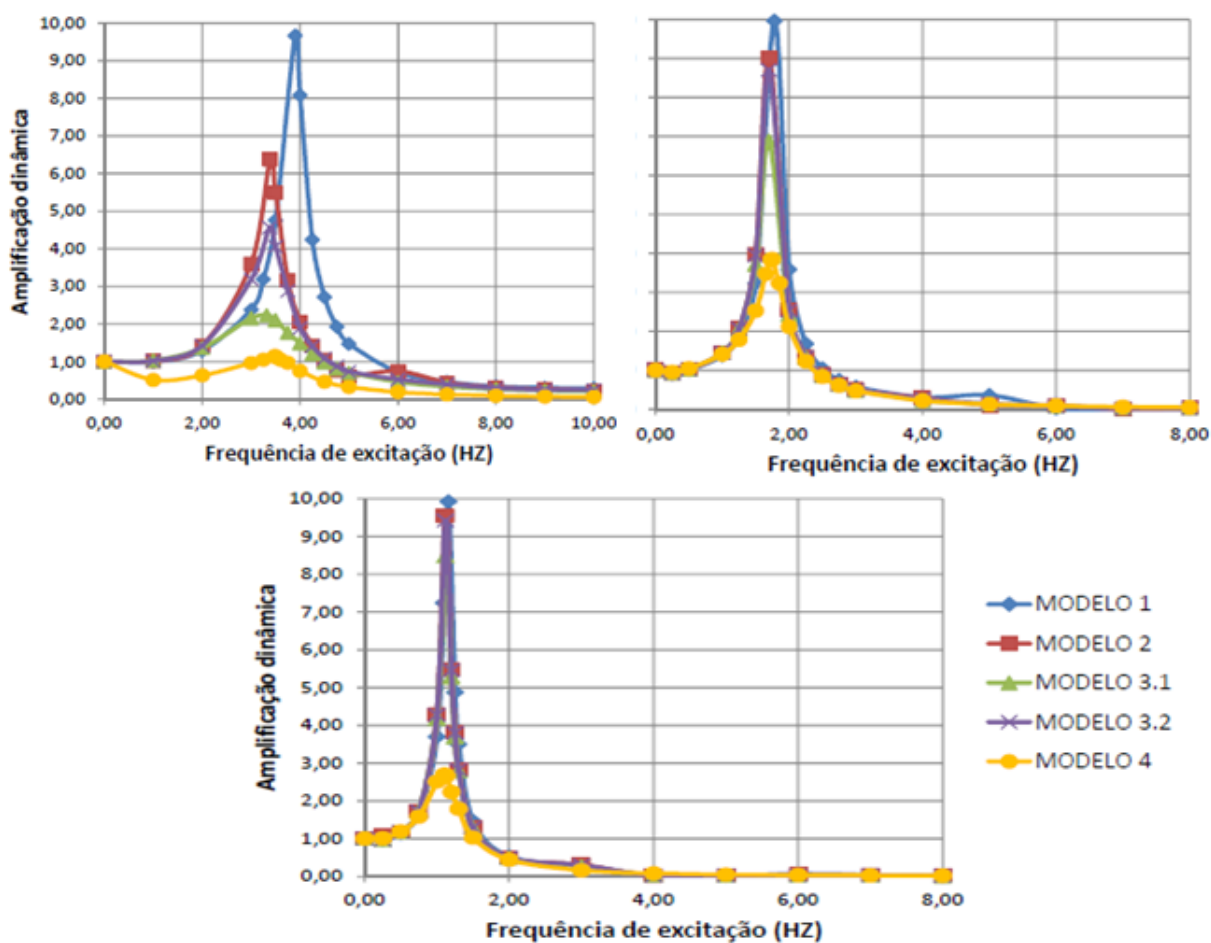 Amplificação dinâmica
10,00
9,00
8,00
7,00
6,00
5,00
4,00
3,00
2,00
1,00
0,00
0,00 2,00 4,00 6,00 8,00 10,00
Frequência de excitação (HZ)
0,00 2,00 4,00 6,00 8,00
Frequência de excitação (HZ)
Amplificação dinâmica
10,00
9,00
8,00
7,00
6,00
5,00
4,00
3,00
2,00
1,00
0,00
0,00 2,00 4,00 6,00 8,00
Frequência de excitação (HZ)
MODELO 1
MODELO 2
MODELO 3.1
MODELO 3.2
MODELO 4